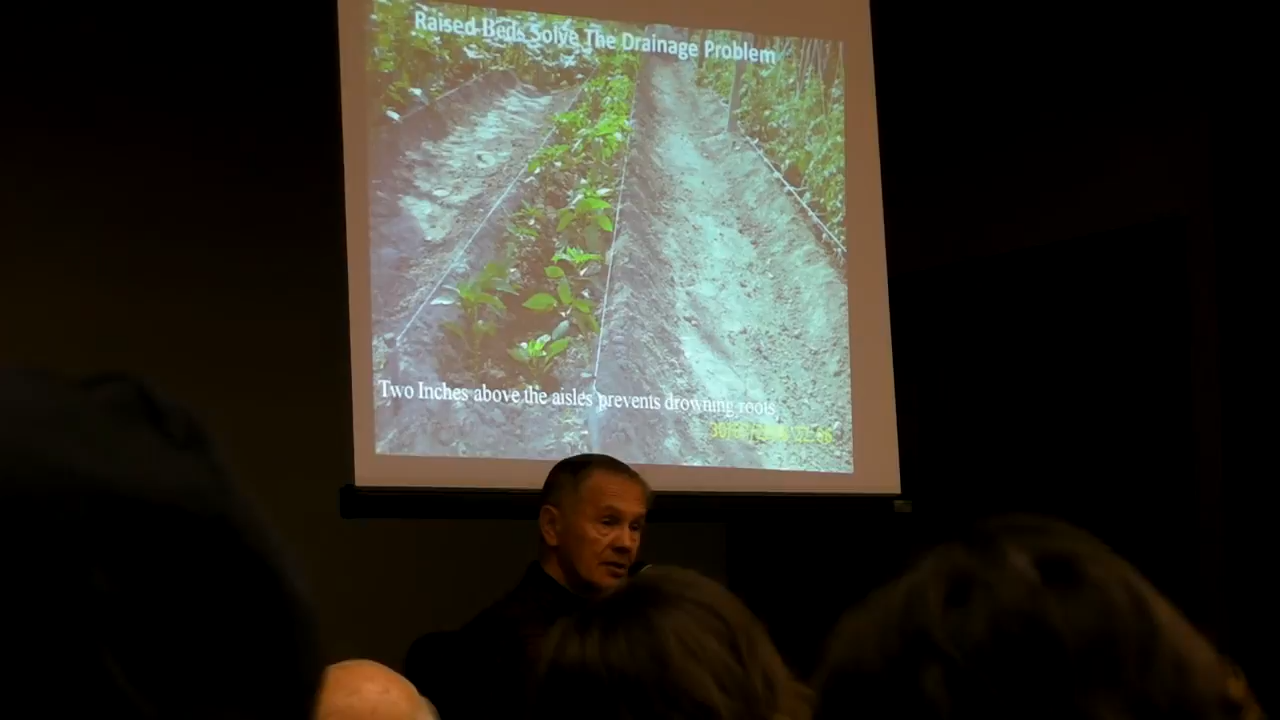 Raised Beds Solve The Drainage Problem
Two Inches above the aisles prevents drowning roots